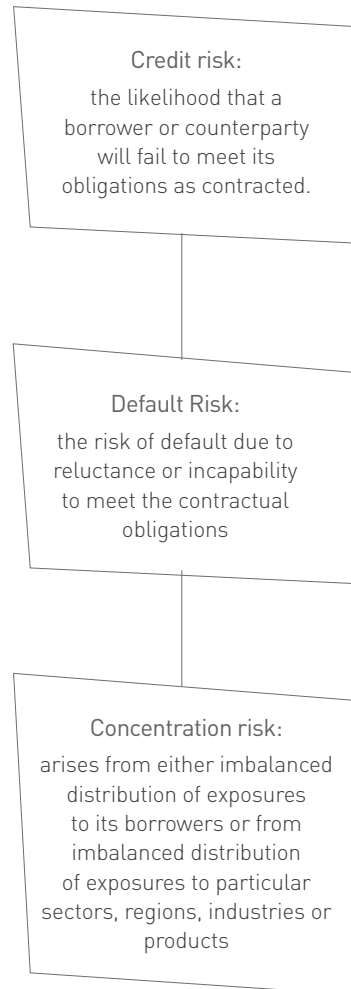 Credit risk:
the likelihood that a
borrower or counterparty
will fail to meet its
obligations as contracted.
Default Risk:
the risk of default due to
reluctance or incapability
to meet the contractual
obligations
Concentration risk:
arises from either imbalanced
distribution of exposures
to its borrowers or from
imbalanced distribution
of exposures to particular
sectors, regions, industries or
products